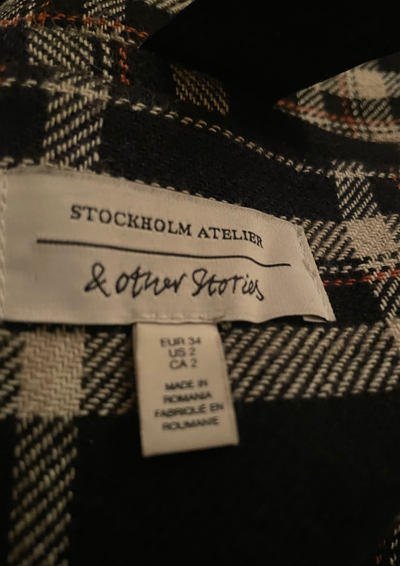 STOCKHOLM ATELIER
& other Stories
EUR 34
US 2
CA 2
MADE IN
ROMANIA
FABRIQUÉ EN
ROUMANIE